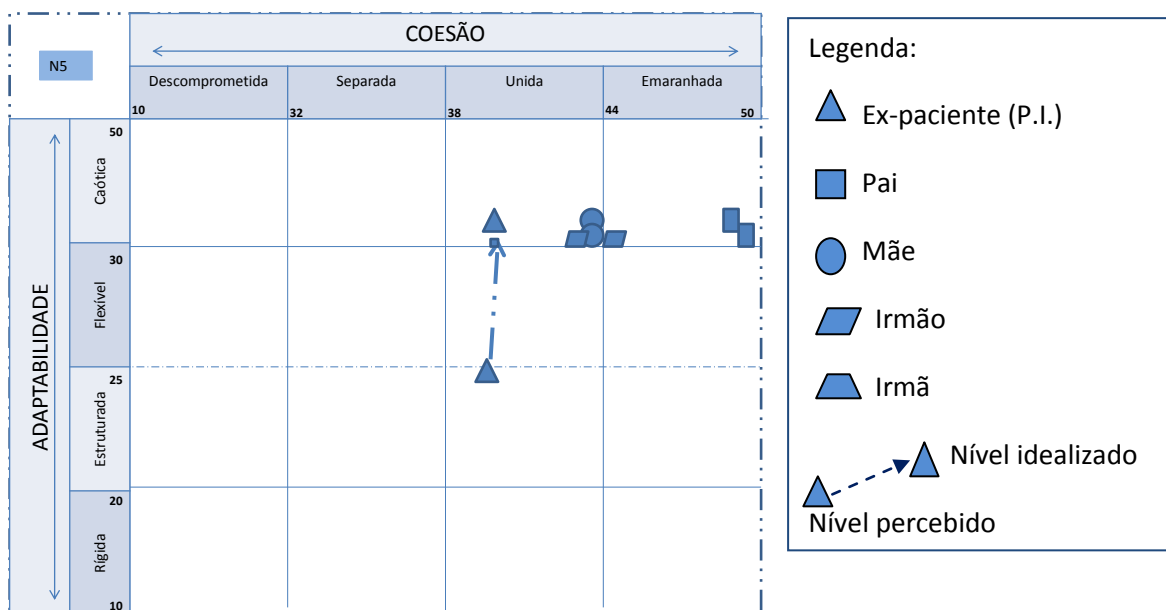 N5
COESÃO
Descomprometida
Separada
Unida
Emaranhada
10
32
38
44
50
ADAPTABILIDADE
50
Caótica
30
Flexível
25
Estruturada
20
Rígida
10
Legenda:
Ex-paciente (P.I.)
Pai
Mãe
Irmão
Irmã
Nível idealizado
Nível percebido